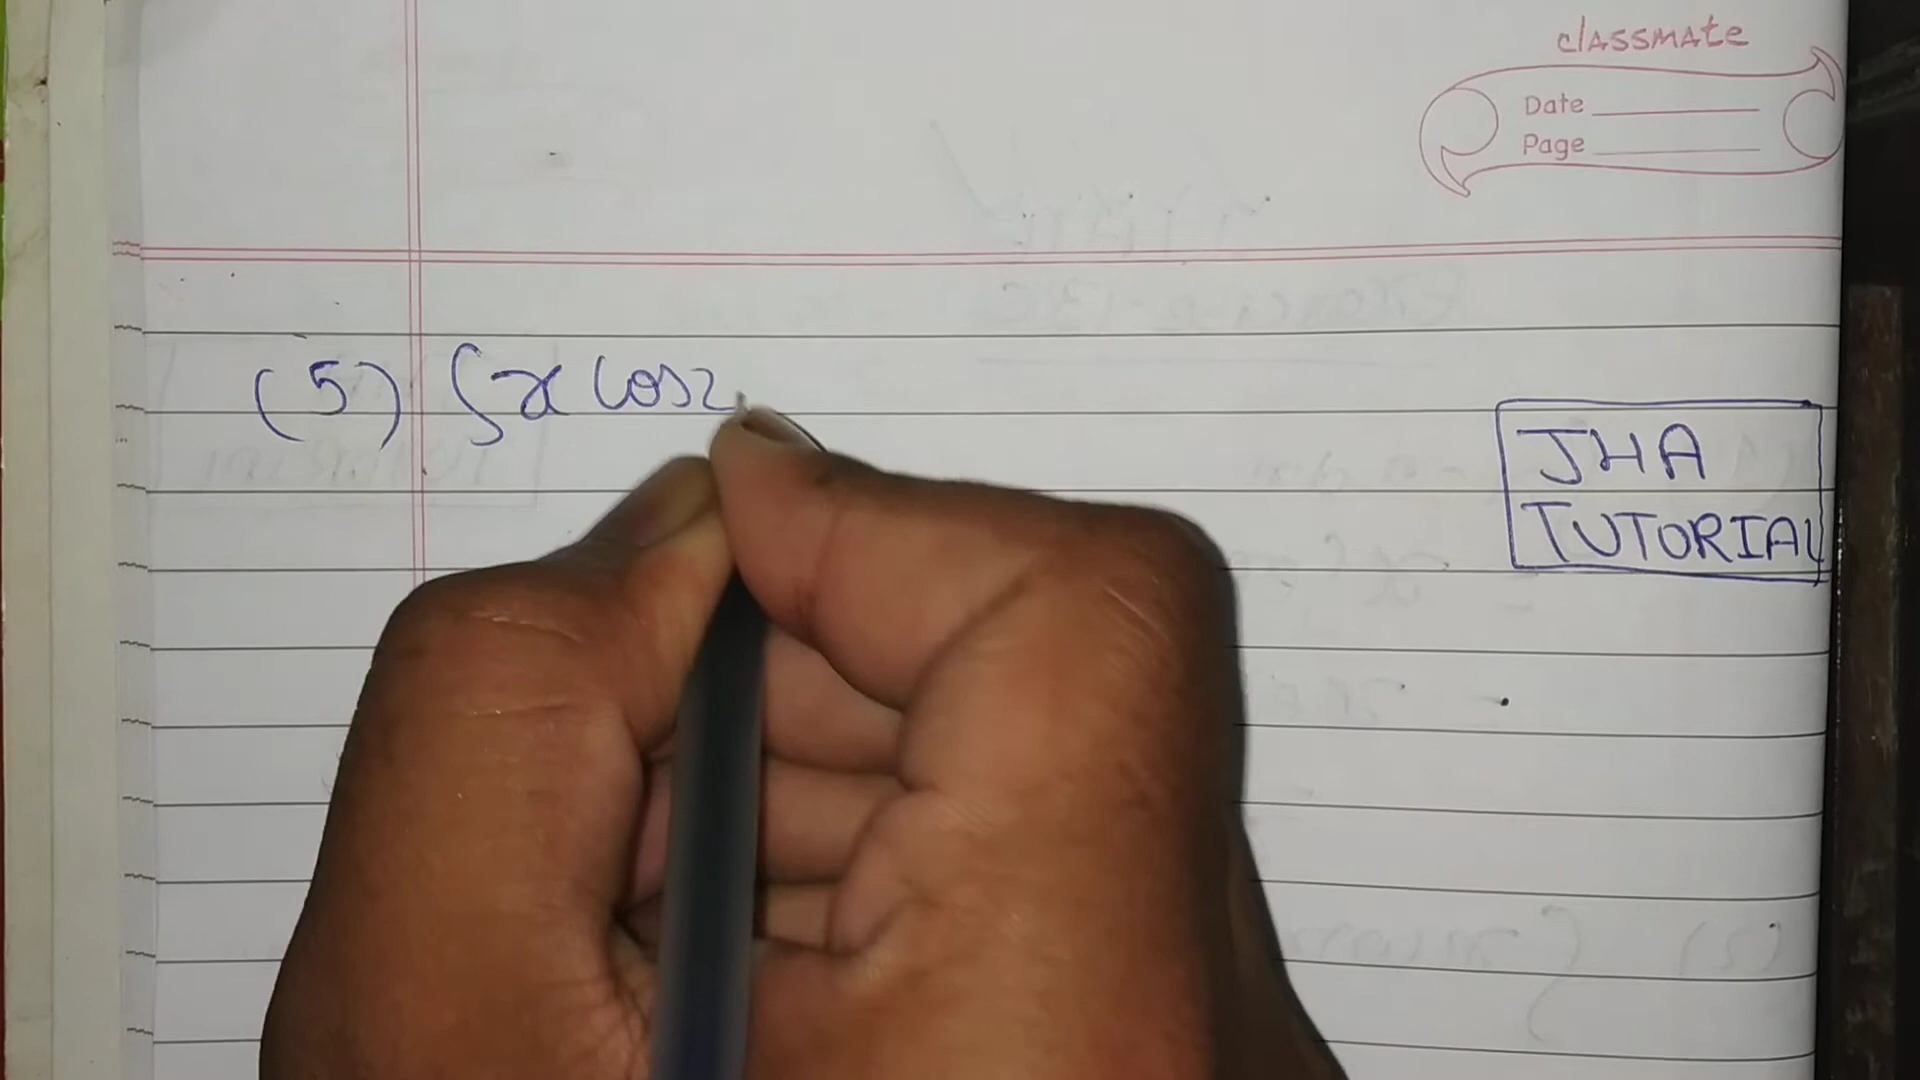 classmate
Date
Page
(5) ∫x cos2
JHA
TUTORIAL